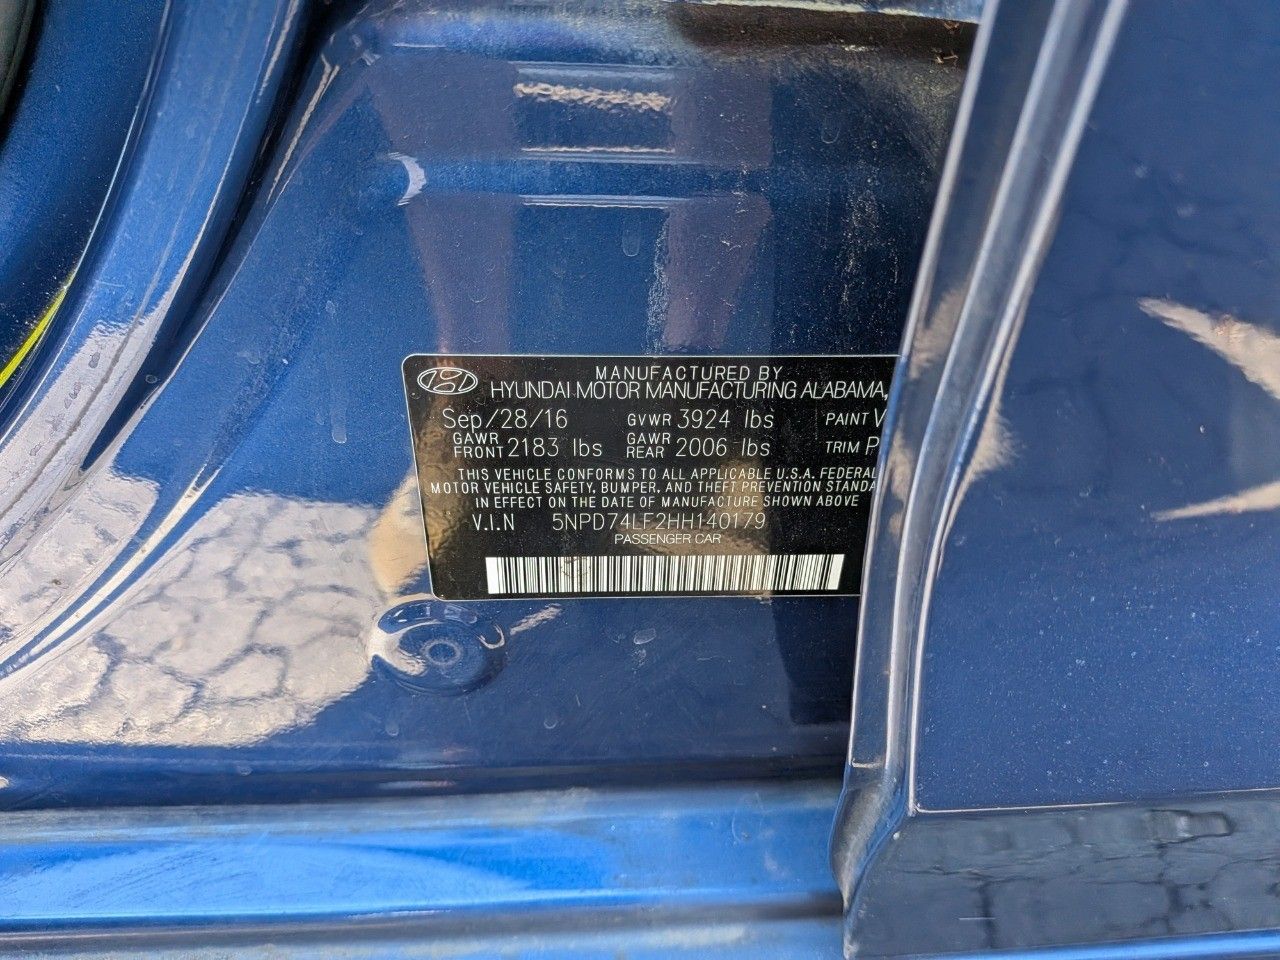 MANUFACTURED BY
HYUNDAI MOTOR MANUFACTURING ALABAMA,
Sep/28/16 GVWR 3924 lbs PAINT
GAWR FRONT 2183 lbs GAWR REAR 2006 lbs TRIM P
THIS VEHICLE CONFORMS TO ALL APPLICABLE U.S.A. FEDERAL
MOTOR VEHICLE SAFETY, BUMPER, AND THEFT PREVENTION STANDA
IN EFFECT ON THE DATE OF MANUFACTURE SHOWN ABOVE
V.I.N 5NPD74LF2HH140179
PASSENGER CAR